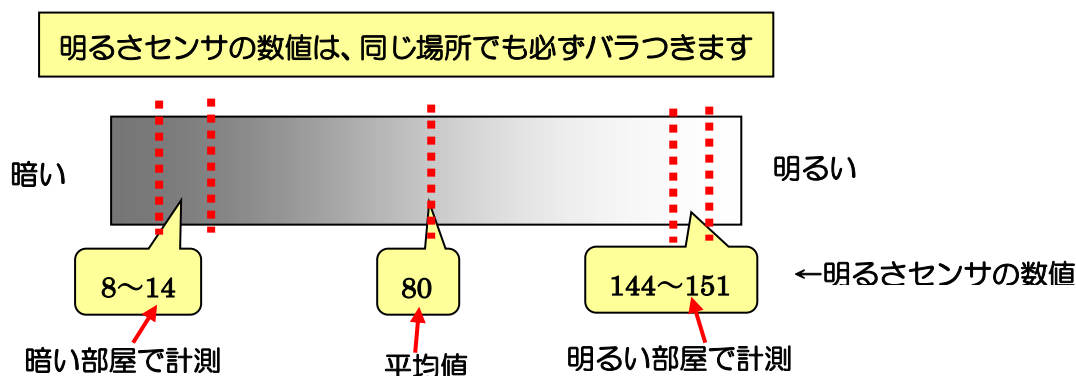 明るさセンサの数値は、同じ場所でも必ずバラつきます
暗い
明るい
8～14
80
144～151
←明るさセンサの数値
暗い部屋で計測
平均値
明るい部屋で計測